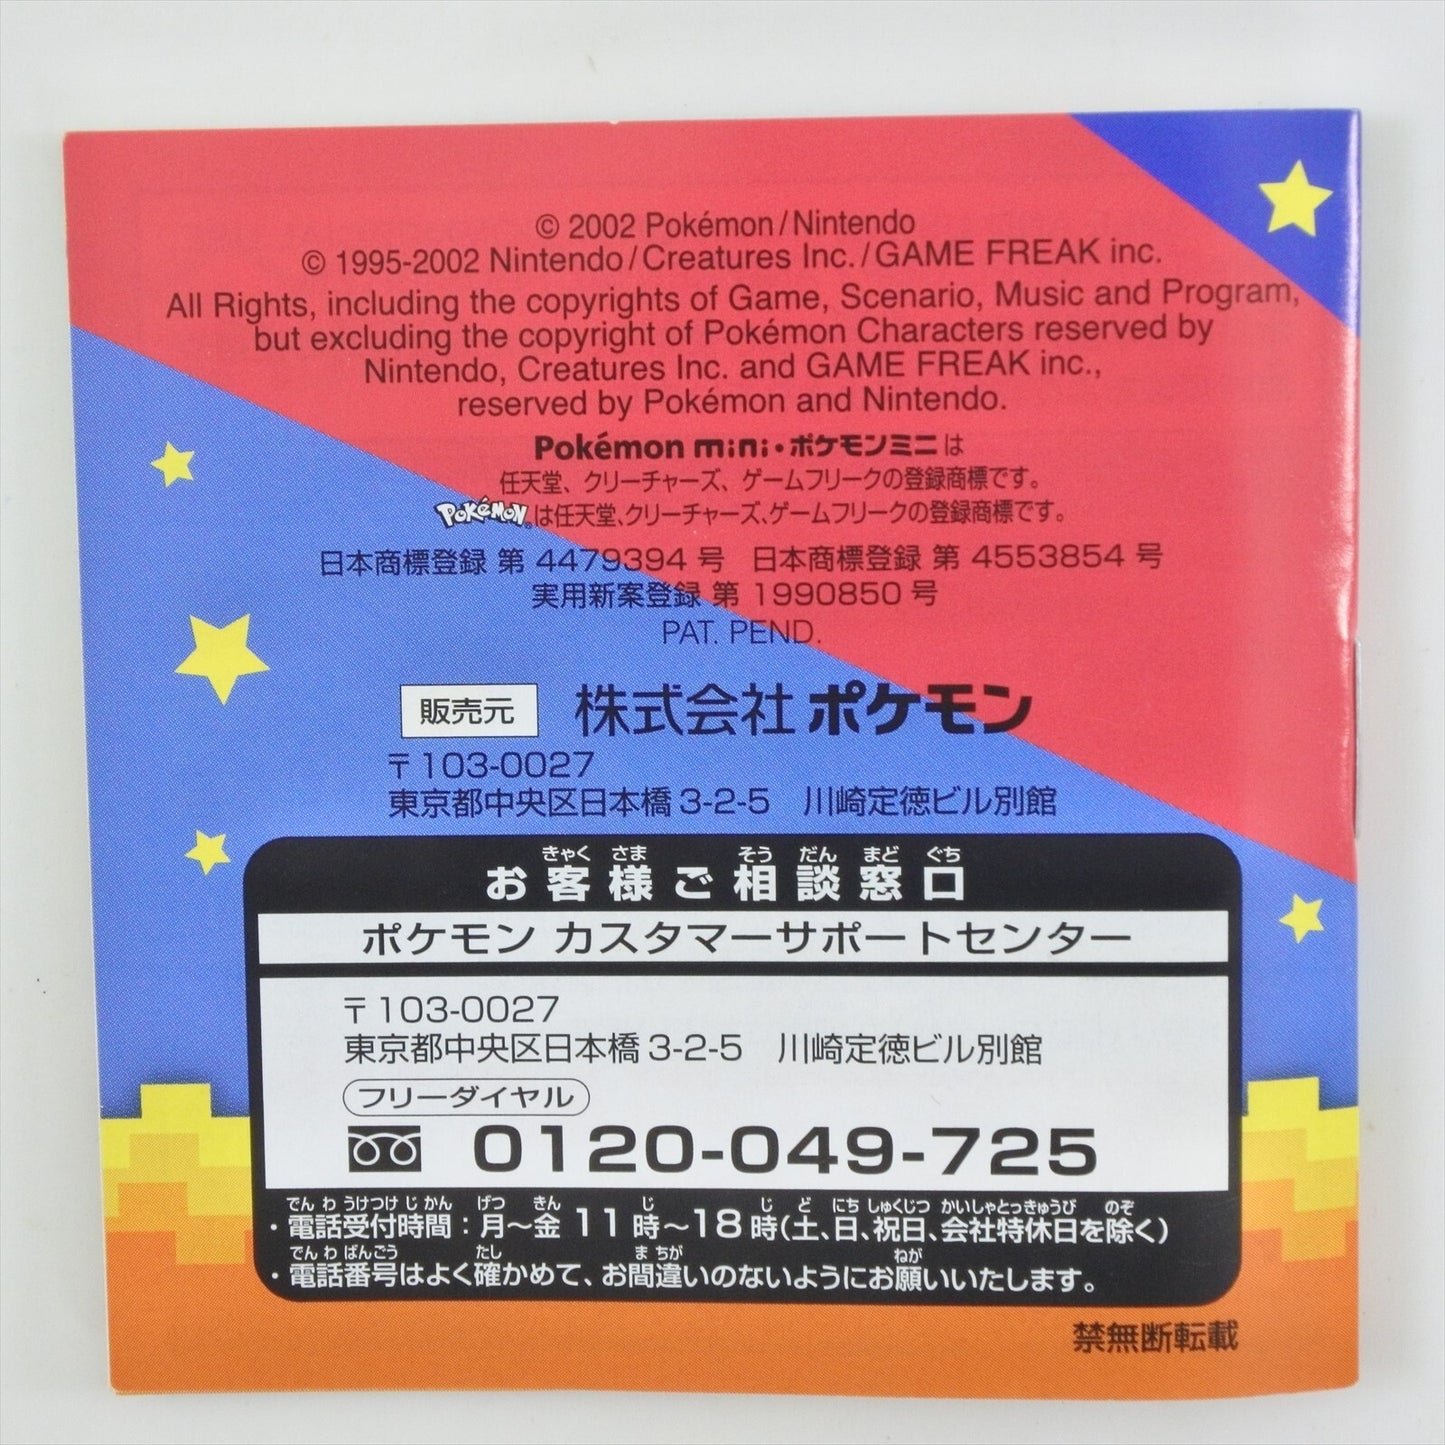 © 2002 Pokémon/Nintendo
© 1995-2002 Nintendo/Creatures Inc./GAME FREAK inc.
All Rights, including the copyrights of Game, Scenario, Music and Program,
but excluding the copyright of Pokémon Characters reserved by
Nintendo, Creatures Inc. and GAME FREAK inc.,
reserved by Pokémon and Nintendo.
Pokémon mini・ポケモンミニ は
任天堂、クリーチャーズ、ゲームフリークの登録商標です。
POKéMON®は任天堂、クリーチャーズ、ゲームフリークの登録商標です。
日本商標登録 第 4479394 号　日本商標登録 第 4553854 号
実用新案登録 第 1990850 号
PAT. PEND.
販売元 株式会社 ポケモン
〒103-0027
東京都中央区日本橋 3-2-5　川崎定徳ビル別館
きゃく さま そう だん まど ぐち
お客様ご相談窓口
ポケモン カスタマーサポートセンター
〒103-0027
東京都中央区日本橋 3-2-5　川崎定徳ビル別館
フリーダイヤル
0120-049-725
でん わ うけつけ じ かん げつ きん じ じ ど にち しゅくじつ かいしゃとっきゅうび のぞ
・電話受付時間：月～金 11 時～18 時(土、日、祝日、会社特休日を除く)
でん わ ばんごう たし ま ちが ねが
・電話番号はよく確かめて、お間違いのないようにお願いいたします。
禁無断転載